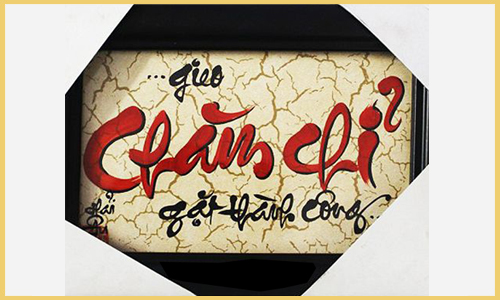 ...gieo
Chăm chỉ
gặt thành công...